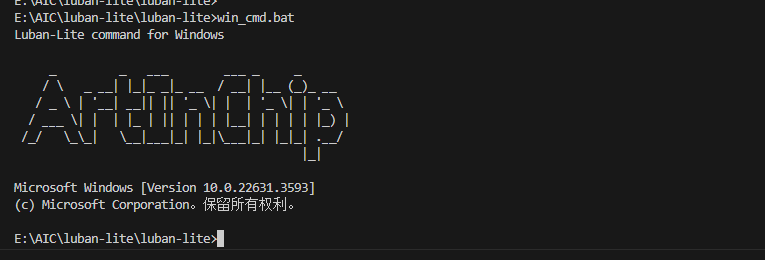 E:\AIC\luban-lite\luban-lite>
E:\AIC\luban-lite\luban-lite>win_cmd.bat
Luban-Lite command for Windows
ArtInChip
Microsoft Windows [Version 10.0.22631.3593]
(c) Microsoft Corporation。保留所有权利。
E:\AIC\luban-lite\luban-lite>